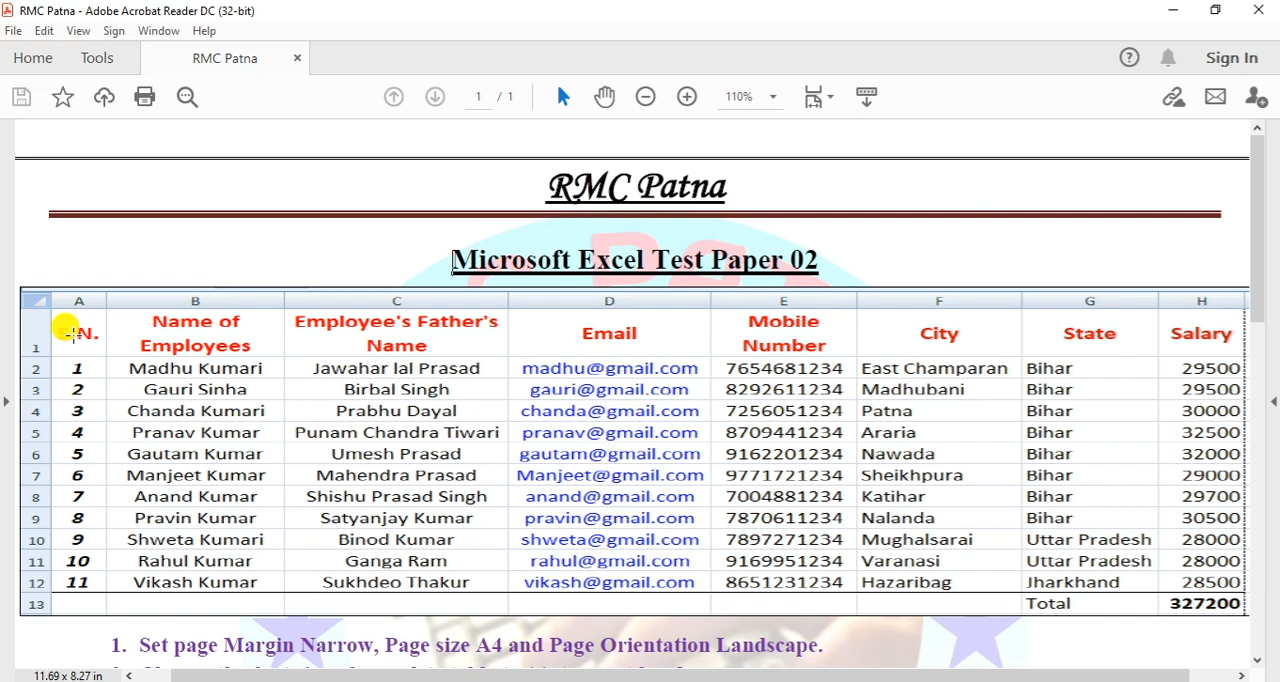 RMC Patna - Adobe Acrobat Reader DC (32-bit)
File Edit View Sign Window Help
Home Tools RMC Patna × Sign In
1 / 1 110%
RMC Patna
Microsoft Excel Test Paper 02
A B C D E F G H
1 S.N. Name of Employees Employee's Father's Name Email Mobile Number City State Salary
2 1 Madhu Kumari Jawahar lal Prasad madhu@gmail.com 7654681234 East Champaran Bihar 29500
3 2 Gauri Sinha Birbal Singh gauri@gmail.com 8292611234 Madhubani Bihar 29500
4 3 Chanda Kumari Prabhu Dayal chanda@gmail.com 7256051234 Patna Bihar 30000
5 4 Pranav Kumar Punam Chandra Tiwari pranav@gmail.com 8709441234 Araria Bihar 32500
6 5 Gautam Kumar Umesh Prasad gautam@gmail.com 9162201234 Nawada Bihar 32000
7 6 Manjeet Kumar Mahendra Prasad Manjeet@gmail.com 9771721234 Sheikhpura Bihar 29000
8 7 Anand Kumar Shishu Prasad Singh anand@gmail.com 7004881234 Katihar Bihar 29700
9 8 Pravin Kumar Satyanjay Kumar pravin@gmail.com 7870611234 Nalanda Bihar 30500
10 9 Shweta Kumari Binod Kumar shweta@gmail.com 7897271234 Mughalsarai Uttar Pradesh 28000
11 10 Rahul Kumar Ganga Ram rahul@gmail.com 9169951234 Varanasi Uttar Pradesh 28000
12 11 Vikash Kumar Sukhdeo Thakur vikash@gmail.com 8651231234 Hazaribag Jharkhand 28500
13 Total 327200
1. Set page Margin Narrow, Page size A4 and Page Orientation Landscape.
11.69 x 8.27 in